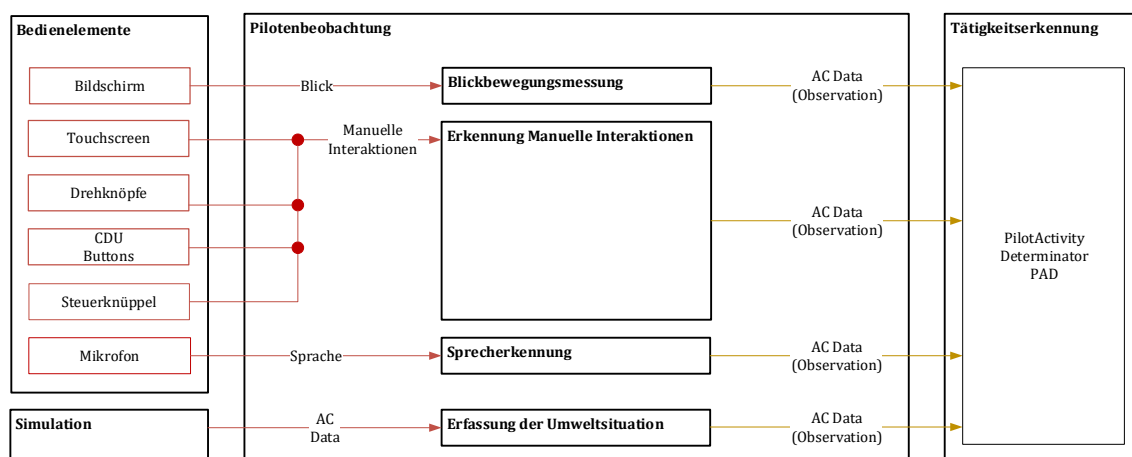 Bedienelemente
Bildschirm
Touchscreen
Drehknöpfe
CDU
Buttons
Steuerknüppel
Mikrofon
Simulation
Pilotenbeobachtung
Blick
Manuelle
Interaktionen
Sprache
AC
Data
Blickbewegungsmessung
Erkennung Manuelle Interaktionen
Sprecherkennung
Erfassung der Umweltsituation
AC Data
(Observation)
AC Data
(Observation)
AC Data
(Observation)
AC Data
(Observation)
Tätigkeitserkennung
PilotActivity
Determinator
PAD